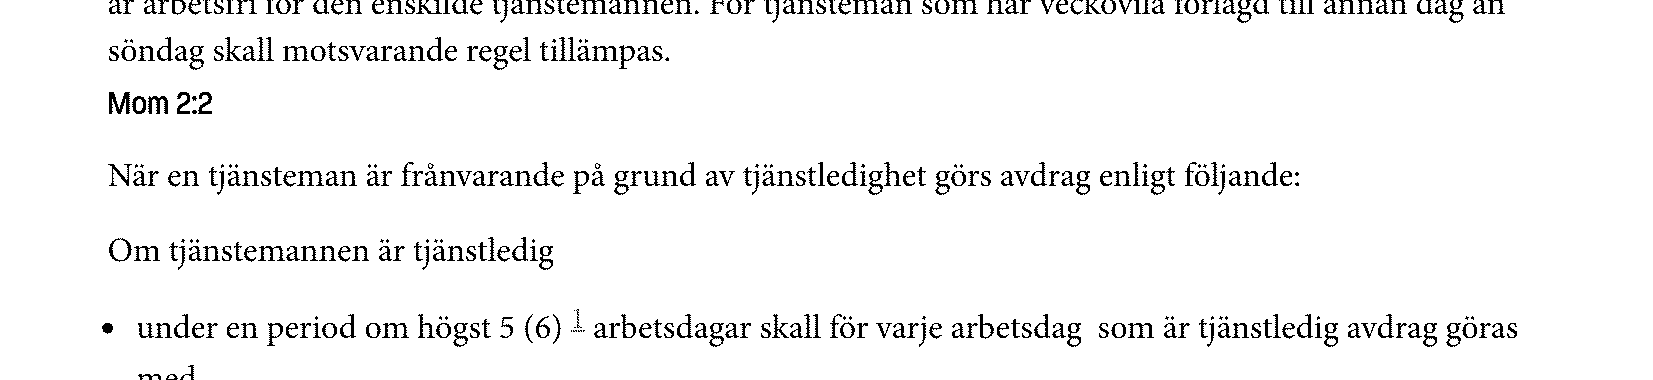 är arbetsfri för den enskilde tjänstemannen. För tjänsteman som har veckovila förlagd till annan dag än
söndag skall motsvarande regel tillämpas.
Mom 2:2
När en tjänsteman är frånvarande på grund av tjänstledighet görs avdrag enligt följande:
Om tjänstemannen är tjänstledig
• under en period om högst 5 (6) 1 arbetsdagar skall för varje arbetsdag  som är tjänstledig avdrag göras
med